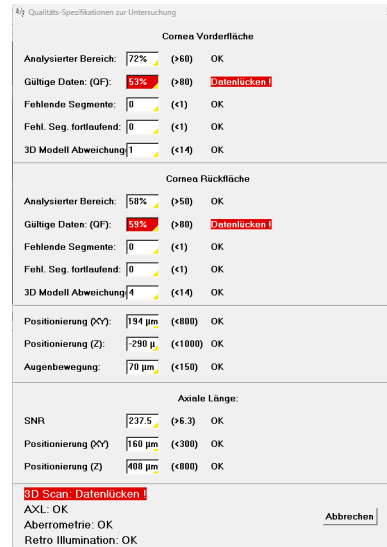 Qualitäts-Spezifikationen zur Untersuchung
Cornea Vorderfläche
Analysierter Bereich: 72% (>60) OK
Gültige Daten: (QF): 53% (>80) Datenlücken !
Fehlende Segmente: 0 (<1) OK
Fehl. Seg. fortlaufend: 0 (<1) OK
3D Modell Abweichung: 1 (<14) OK
Cornea Rückfläche
Analysierter Bereich: 58% (>50) OK
Gültige Daten: (QF): 59% (>80) Datenlücken !
Fehlende Segmente: 0 (<1) OK
Fehl. Seg. fortlaufend: 0 (<1) OK
3D Modell Abweichung: 4 (<14) OK
Positionierung (XY): 194 µm (<800) OK
Positionierung (Z): -290 µ (<1000) OK
Augenbewegung: 70 µm (<150) OK
Axiale Länge:
SNR 237.5 (>6.3) OK
Positionierung (XY) 160 µm (<300) OK
Positionierung (Z) 408 µm (<800) OK
3D Scan: Datenlücken !
AXL: OK
Aberrometrie: OK
Abbrechen
Retro Illumination: OK